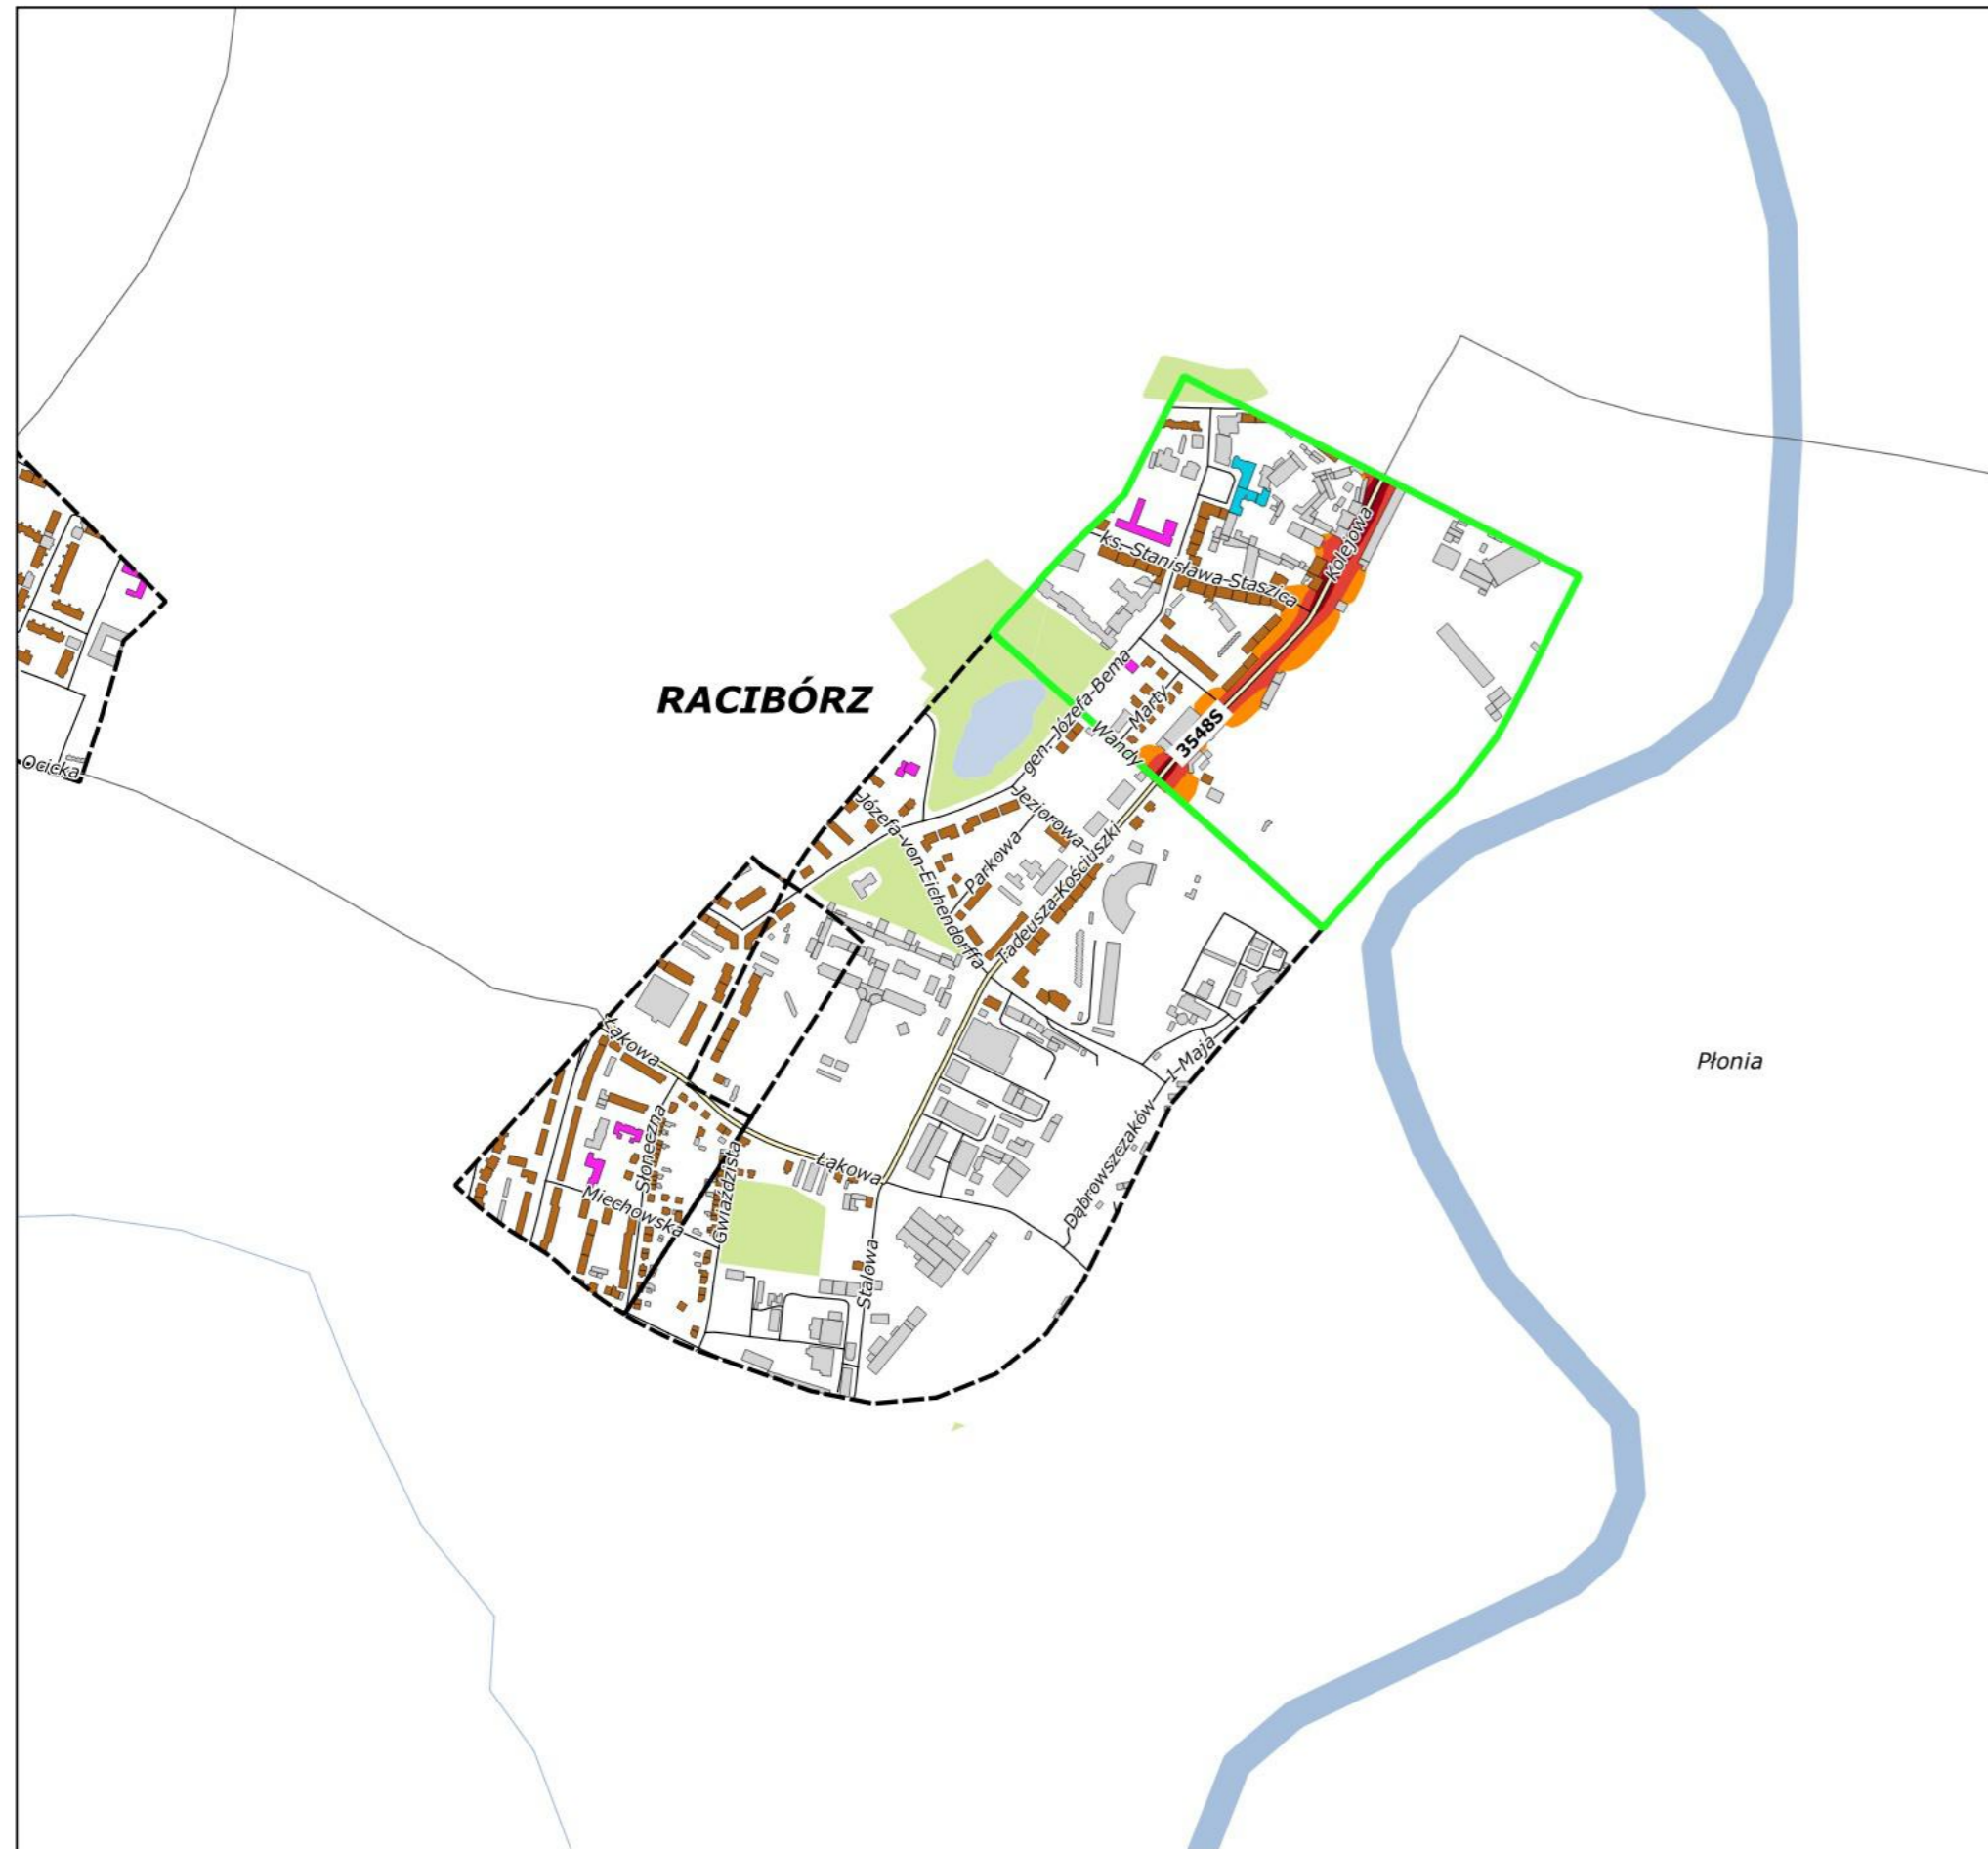 Kolejowa
ks. Stanisława Staszica
gen. Józefa Bema
Marty
RACIBÓRZ
Wandy
3548S
Ocicka
Jeziorowa
Józefa von Eichendorffa
Parkowa
Tadeusza Kościuszki
Łąkowa
1 Maja
Płonia
Słoneczna
Gwiaździsta
Łąkowa
Dąbrowszczaków
Miechowska
Stalowa